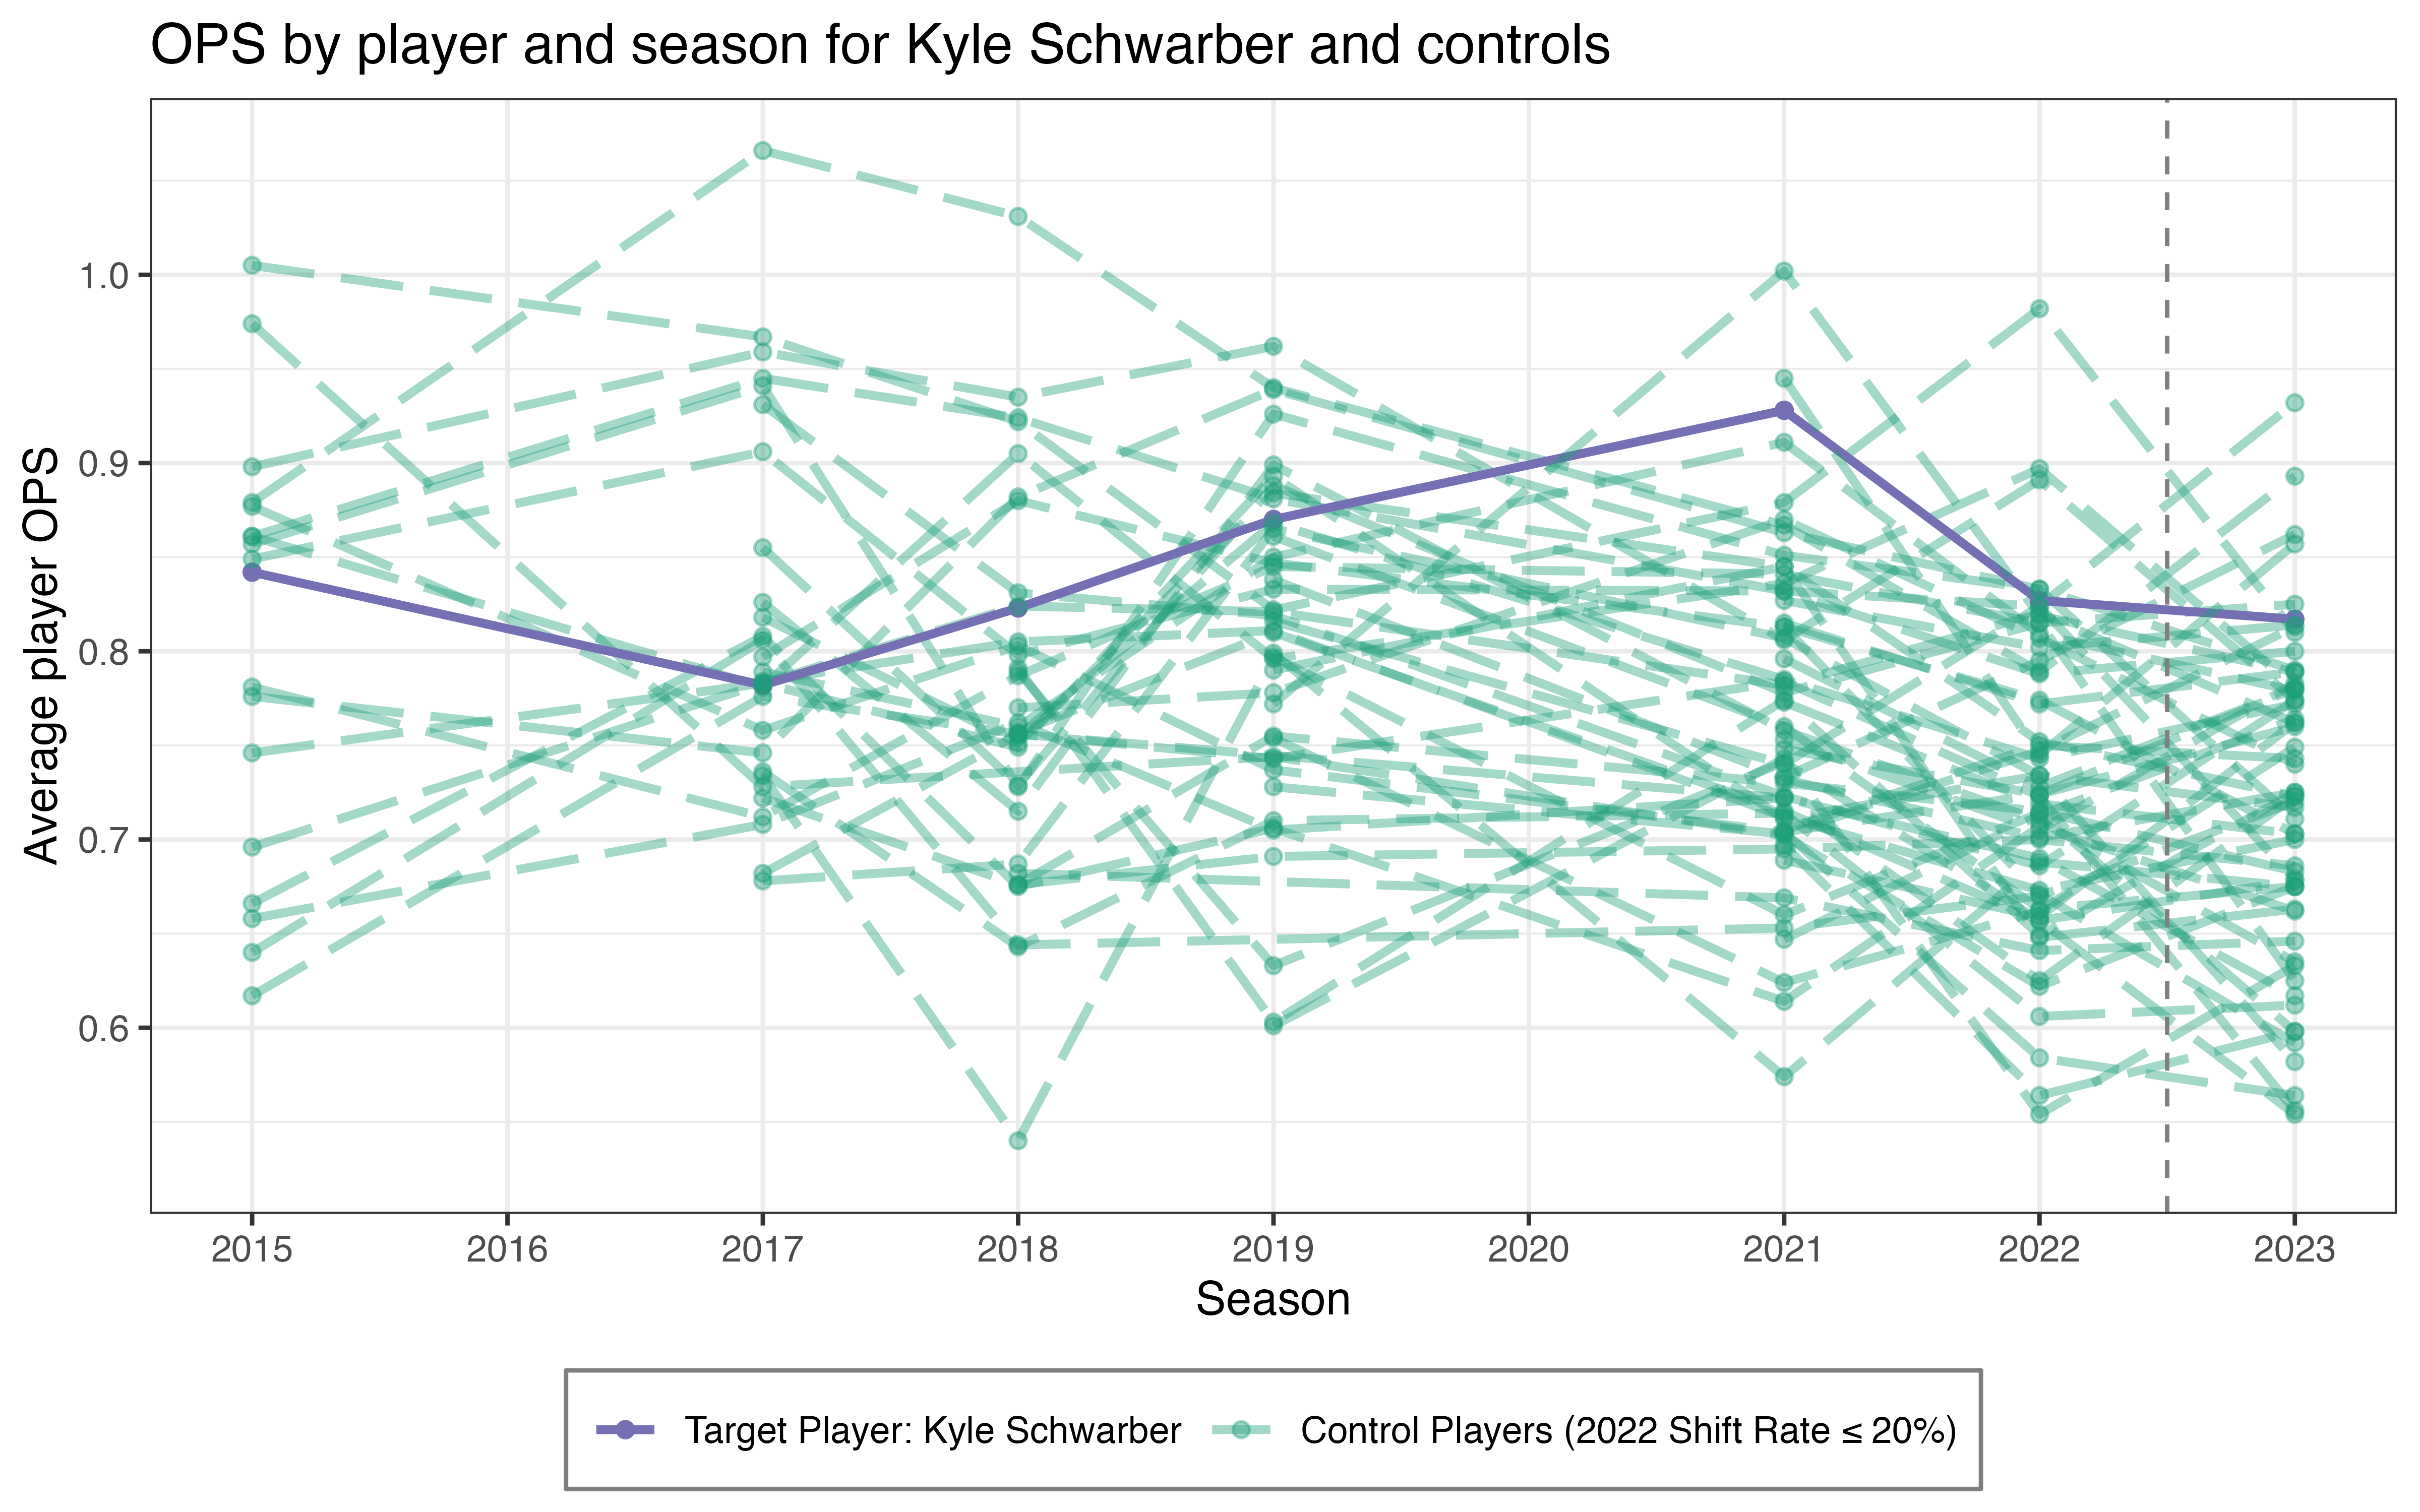 OPS by player and season for Kyle Schwarber and controls
Average player OPS
1.0
0.9
0.8
0.7
0.6
2015 2016 2017 2018 2019 2020 2021 2022 2023
Season
Target Player: Kyle Schwarber Control Players (2022 Shift Rate ≤ 20%)